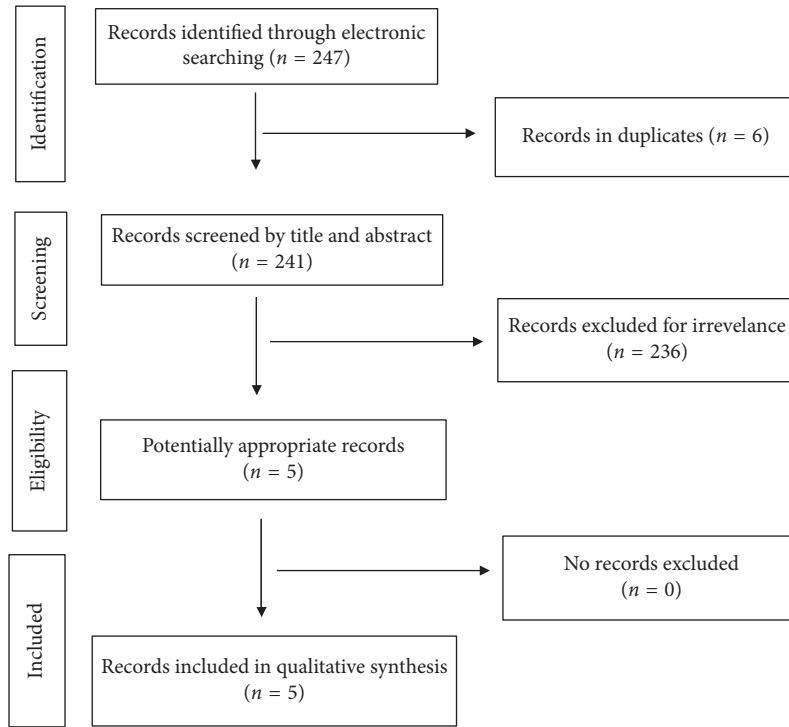 Identification
Records identified through electronic
searching (n = 247)
Records in duplicates (n = 6)
Screening
Records screened by title and abstract
(n = 241)
Records excluded for irrevelance
(n = 236)
Eligibility
Potentially appropriate records
(n = 5)
No records excluded
(n = 0)
Included
Records included in qualitative synthesis
(n = 5)